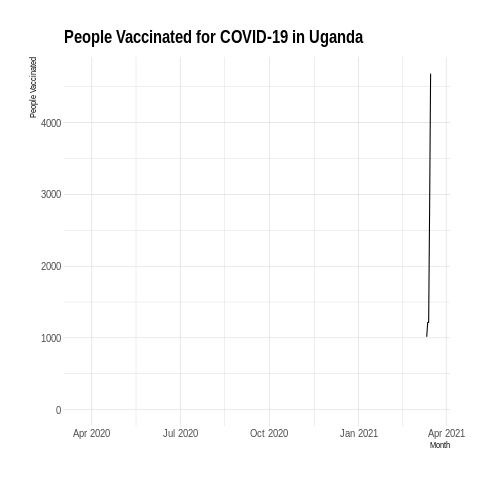 People Vaccinated for COVID-19 in Uganda
People Vaccinated
4000
3000
2000
1000
0
Apr 2020 Jul 2020 Oct 2020 Jan 2021 Apr 2021
Month